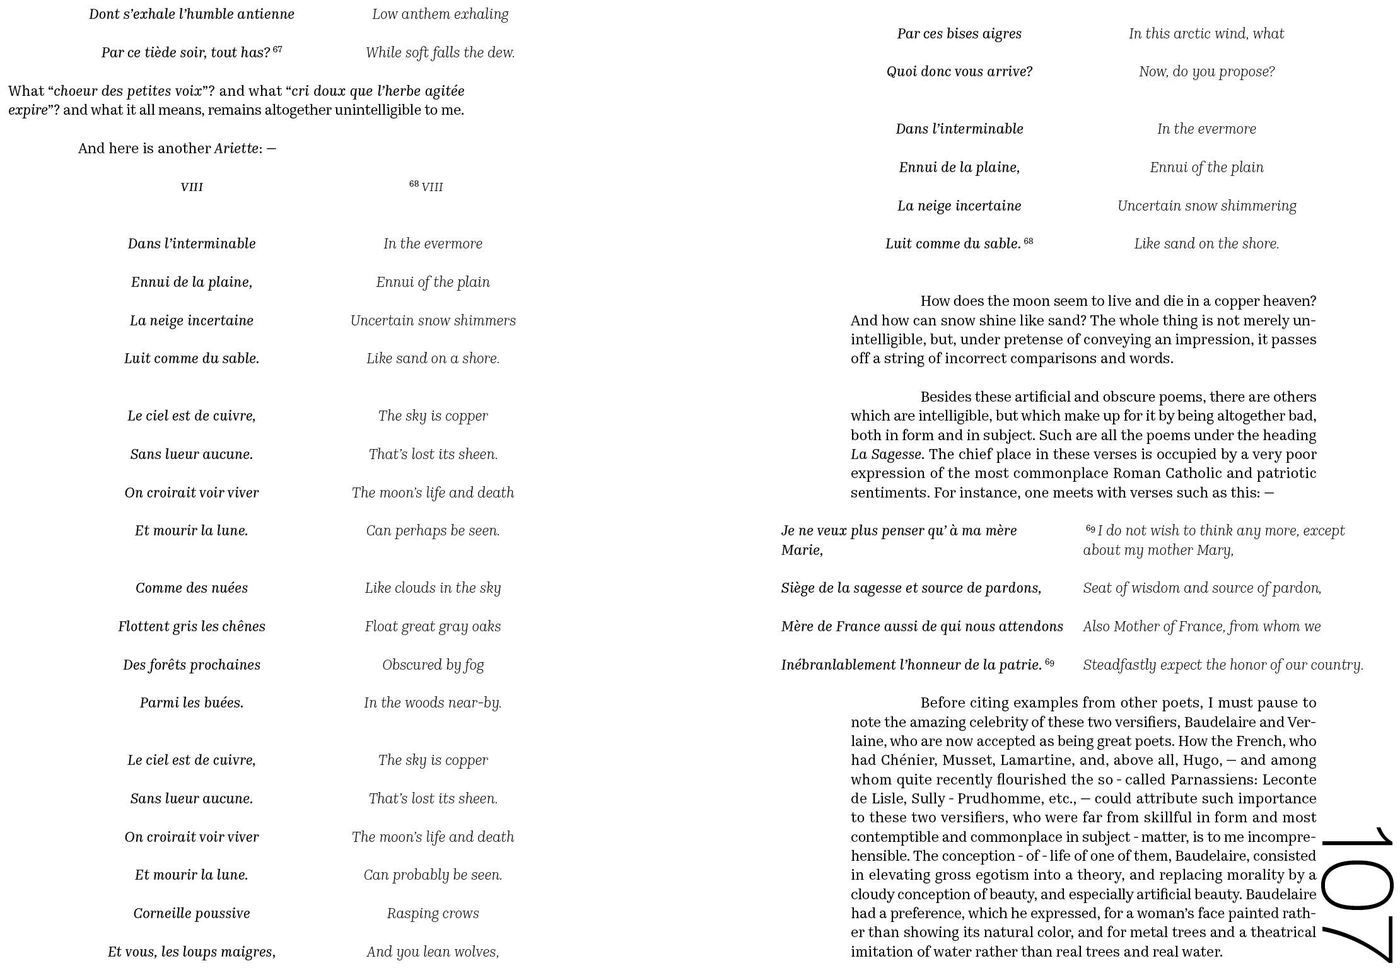 Dont s'exhale l'humble antienne Low anthem exhaling
Par ce tiède soir, tout has? 67 While soft falls the dew.
What “choeur des petites voix”? and what “cri doux que l'herbe agitée
expire”? and what it all means, remains altogether unintelligible to me.
And here is another Ariette: —
VIII 68 VIII
Dans l'interminable In the evermore
Ennui de la plaine, Ennui of the plain
La neige incertaine Uncertain snow shimmers
Luit comme du sable. Like sand on a shore.
Le ciel est de cuivre, The sky is copper
Sans lueur aucune. That's lost its sheen.
On croirait voir viver The moon's life and death
Et mourir la lune. Can perhaps be seen.
Comme des nuées Like clouds in the sky
Flottent gris les chênes Float great gray oaks
Des forêts prochaines Obscured by fog
Parmi les buées. In the woods near-by.
Le ciel est de cuivre, The sky is copper
Sans lueur aucune. That's lost its sheen.
On croirait voir viver The moon's life and death
Et mourir la lune. Can probably be seen.
Corneille poussive Rasping crows
Et vous, les loups maigres, And you lean wolves,
Par ces bises aigres In this arctic wind, what
Quoi donc vous arrive? Now, do you propose?
Dans l'interminable In the evermore
Ennui de la plaine, Ennui of the plain
La neige incertaine Uncertain snow shimmering
Luit comme du sable. 68 Like sand on the shore.
How does the moon seem to live and die in a copper heaven?
And how can snow shine like sand? The whole thing is not merely un-
intelligible, but, under pretense of conveying an impression, it passes
off a string of incorrect comparisons and words.
Besides these artificial and obscure poems, there are others
which are intelligible, but which make up for it by being altogether bad,
both in form and in subject. Such are all the poems under the heading
La Sagesse. The chief place in these verses is occupied by a very poor
expression of the most commonplace Roman Catholic and patriotic
sentiments. For instance, one meets with verses such as this: —
Je ne veux plus penser qu' à ma mère 69 I do not wish to think any more, except
Marie, about my mother Mary,
Siège de la sagesse et source de pardons, Seat of wisdom and source of pardon,
Mère de France aussi de qui nous attendons Also Mother of France, from whom we
Inébranlablement l'honneur de la patrie. 69 Steadfastly expect the honor of our country.
Before citing examples from other poets, I must pause to
note the amazing celebrity of these two versifiers, Baudelaire and Ver-
laine, who are now accepted as being great poets. How the French, who
had Chénier, Musset, Lamartine, and, above all, Hugo, — and among
whom quite recently flourished the so - called Parnassiens: Leconte
de Lisle, Sully - Prudhomme, etc., — could attribute such importance
to these two versifiers, who were far from skillful in form and most
contemptible and commonplace in subject - matter, is to me incompre-
hensible. The conception - of - life of one of them, Baudelaire, consisted
in elevating gross egotism into a theory, and replacing morality by a
cloudy conception of beauty, and especially artificial beauty. Baudelaire
had a preference, which he expressed, for a woman's face painted rath-
er than showing its natural color, and for metal trees and a theatrical
imitation of water rather than real trees and real water.
107